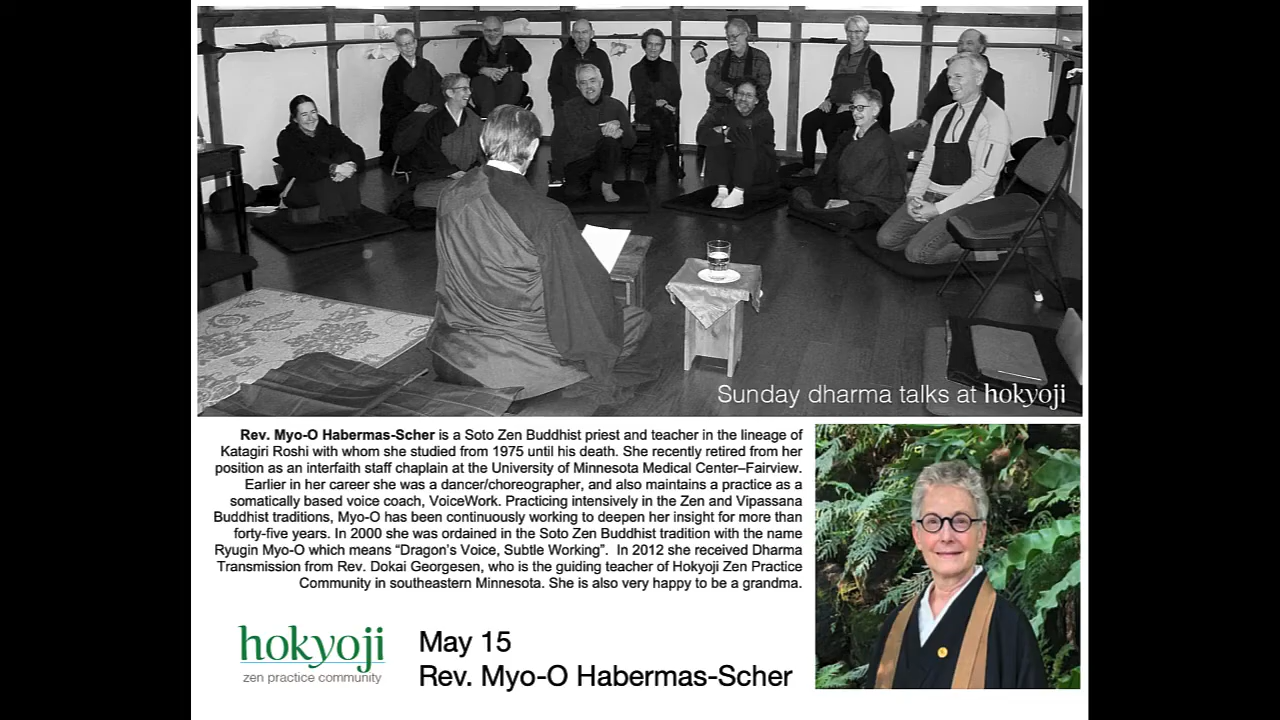 Sunday dharma talks at hokyoji
Rev. Myo-O Habermas-Scher is a Soto Zen Buddhist priest and teacher in the lineage of
Katagiri Roshi with whom she studied from 1975 until his death. She recently retired from her
position as an interfaith staff chaplain at the University of Minnesota Medical Center–Fairview.
Earlier in her career she was a dancer/choreographer, and also maintains a practice as a
somatically based voice coach, VoiceWork. Practicing intensively in the Zen and Vipassana
Buddhist traditions, Myo-O has been continuously working to deepen her insight for more than
forty-five years. In 2000 she was ordained in the Soto Zen Buddhist tradition with the name
Ryugin Myo-O which means “Dragon’s Voice, Subtle Working”. In 2012 she received Dharma
Transmission from Rev. Dokai Georgesen, who is the guiding teacher of Hokyoji Zen Practice
Community in southeastern Minnesota. She is also very happy to be a grandma.
hokyoji
zen practice community
May 15
Rev. Myo-O Habermas-Scher